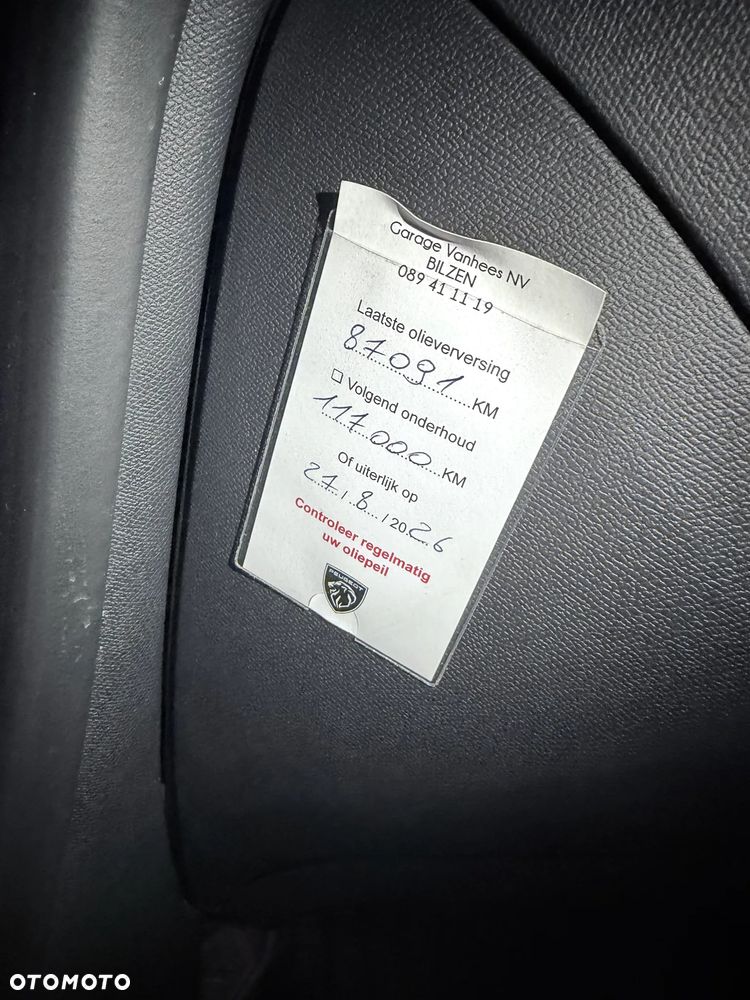 Garage Vanhees NV
BILZEN
089 41 11 19
Laatste olieverversing
87091 KM
☐ Volgend onderhoud
117000 KM
Of uiterlijk op
27 / 8 / 2026
Controleer regelmatig
uw oliepeil
PEUGEOT
OTOMOTO